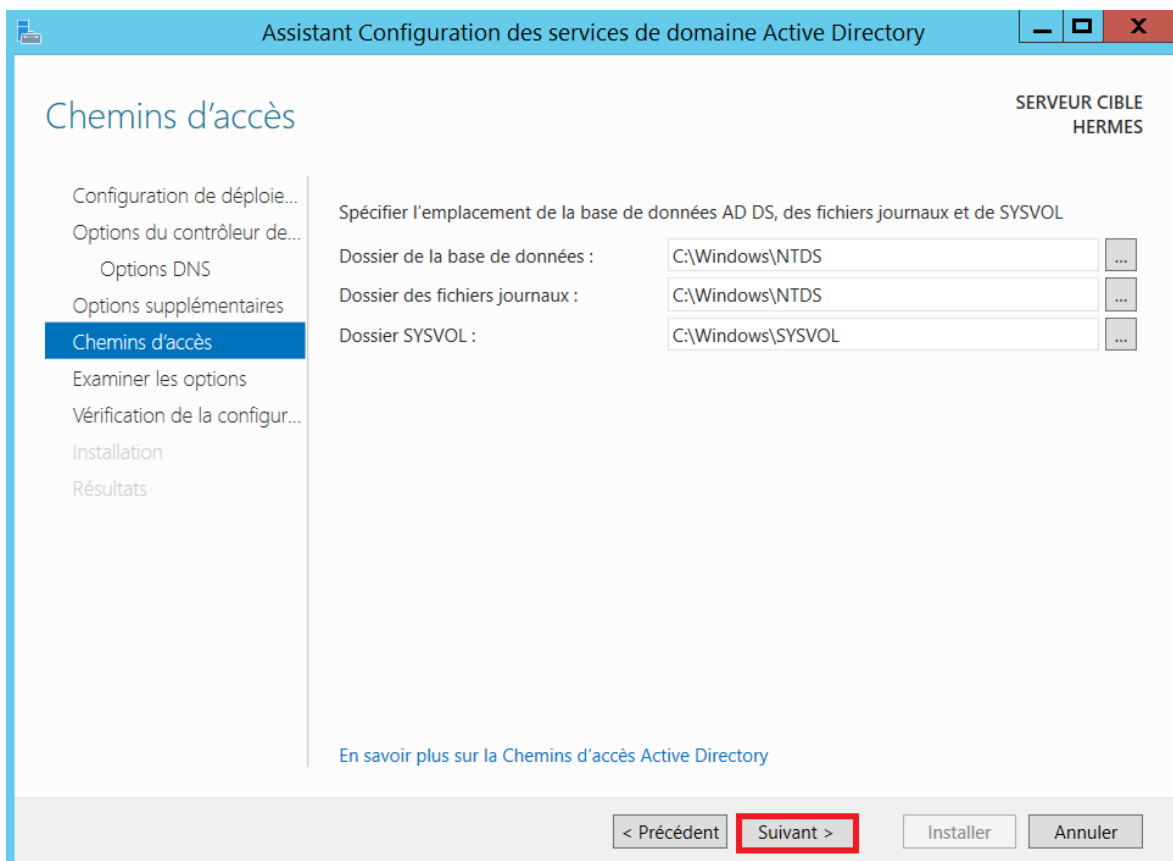 Assistant Configuration des services de domaine Active Directory
Chemins d’accès
SERVEUR CIBLE
HERMES
Configuration de déploie...
Options du contrôleur de...
Options DNS
Options supplémentaires
Chemins d’accès
Examiner les options
Vérification de la configur...
Installation
Résultats
Spécifier l’emplacement de la base de données AD DS, des fichiers journaux et de SYSVOL
Dossier de la base de données : C:\Windows\NTDS ...
Dossier des fichiers journaux : C:\Windows\NTDS ...
Dossier SYSVOL : C:\Windows\SYSVOL ...
En savoir plus sur la Chemins d’accès Active Directory
< Précédent Suivant > Installer Annuler